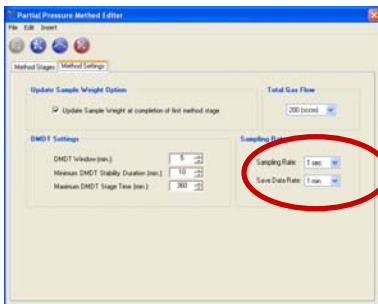 Partial Pressure Method Editor
File Edit Insert
Method Stages Method Settings
Update Sample Weight Option
Update Sample Weight at completion of first method stage
Total Gas Flow
200 (sccm)
DMDT Settings
DMDT Window (min.) 5
Minimum DMDT Stability Duration (min.) 10
Maximum DMDT Stage Time (min.) 360
Sampling Rate
Sampling Rate: 1 sec.
Save Data Rate: 1 min.